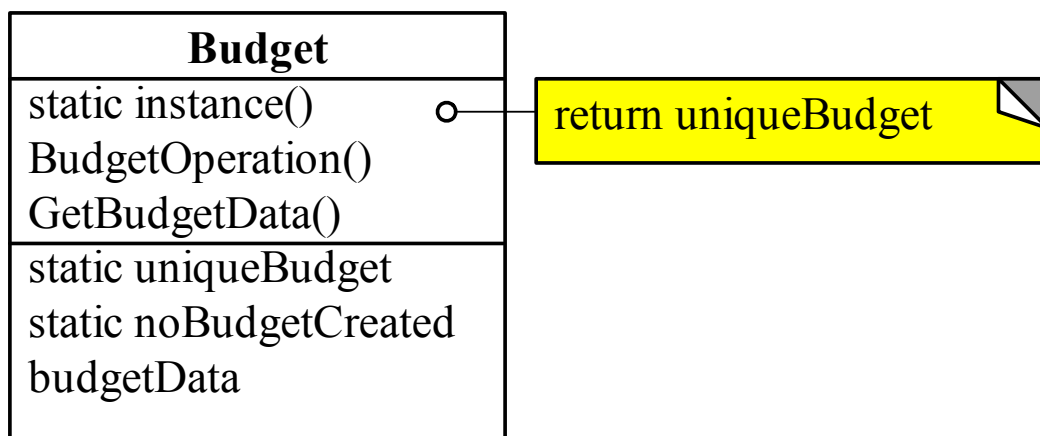 Budget
static instance()
return uniqueBudget
BudgetOperation()
GetBudgetData()
static uniqueBudget
static noBudgetCreated
budgetData